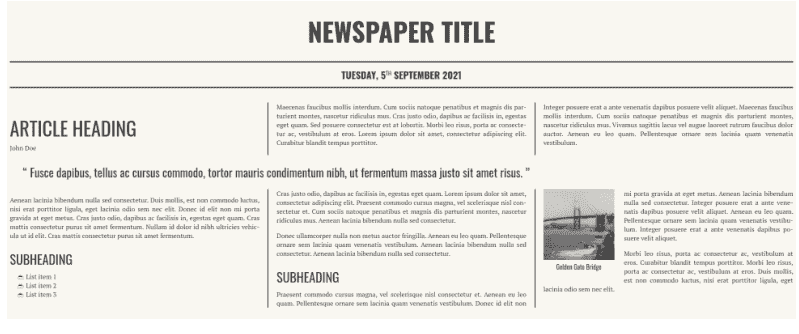 NEWSPAPER TITLE
TUESDAY, 5TH SEPTEMBER 2021
ARTICLE HEADING
John Doe
Maecenas faucibus mollis interdum. Cum sociis natoque penatibus et magnis dis par-
turient montes, nascetur ridiculus mus. Cras justo odio, dapibus ac facilisis in, egestas
eget quam. Sed posuere consectetur est at lobortis. Morbi leo risus, porta ac consecte-
tur ac, vestibulum at eros. Lorem ipsum dolor sit amet, consectetur adipiscing elit.
Curabitur blandit tempus porttitor.
Integer posuere erat a ante venenatis dapibus posuere velit aliquet. Maecenas faucibus
mollis interdum. Cum sociis natoque penatibus et magnis dis parturient montes,
nascetur ridiculus mus. Vivamus sagittis lacus vel augue laoreet rutrum faucibus dolor
auctor. Aenean eu leo quam. Pellentesque ornare sem lacinia quam venenatis
vestibulum.
“ Fusce dapibus, tellus ac cursus commodo, tortor mauris condimentum nibh, ut fermentum massa justo sit amet risus. ”
Aenean lacinia bibendum nulla sed consectetur. Duis mollis, est non commodo luctus,
nisi erat porttitor ligula, eget lacinia odio sem nec elit. Donec id elit non mi porta
gravida at eget metus. Cras justo odio, dapibus ac facilisis in, egestas eget quam. Cras
mattis consectetur purus sit amet fermentum. Nullam id dolor id nibh ultricies vehic-
ula ut id elit. Cras mattis consectetur purus sit amet fermentum.
SUBHEADING
List item 1
List item 2
List item 3
Cras justo odio, dapibus ac facilisis in, egestas eget quam. Lorem ipsum dolor sit amet,
consectetur adipiscing elit. Praesent commodo cursus magna, vel scelerisque nisl con-
sectetur et. Cum sociis natoque penatibus et magnis dis parturient montes, nascetur
ridiculus mus. Aenean lacinia bibendum nulla sed consectetur.
Donec ullamcorper nulla non metus auctor fringilla. Aenean eu leo quam. Pellentesque
ornare sem lacinia quam venenatis vestibulum. Aenean lacinia bibendum nulla sed
consectetur.
SUBHEADING
Praesent commodo cursus magna, vel scelerisque nisl consectetur et. Aenean eu leo
quam. Pellentesque ornare sem lacinia quam venenatis vestibulum. Donec id elit non
Golden Gate Bridge
mi porta gravida at eget metus. Aenean lacinia bibendum
nulla sed consectetur. Integer posuere erat a ante vene-
natis dapibus posuere velit aliquet. Aenean eu leo quam.
Pellentesque ornare sem lacinia quam venenatis vestibu-
lum. Integer posuere erat a ante venenatis dapibus po-
suere velit aliquet.
Morbi leo risus, porta ac consectetur ac, vestibulum at
eros. Curabitur blandit tempus porttitor. Morbi leo risus,
porta ac consectetur ac, vestibulum at eros. Duis mollis,
est non commodo luctus, nisi erat porttitor ligula, eget
lacinia odio sem nec elit.